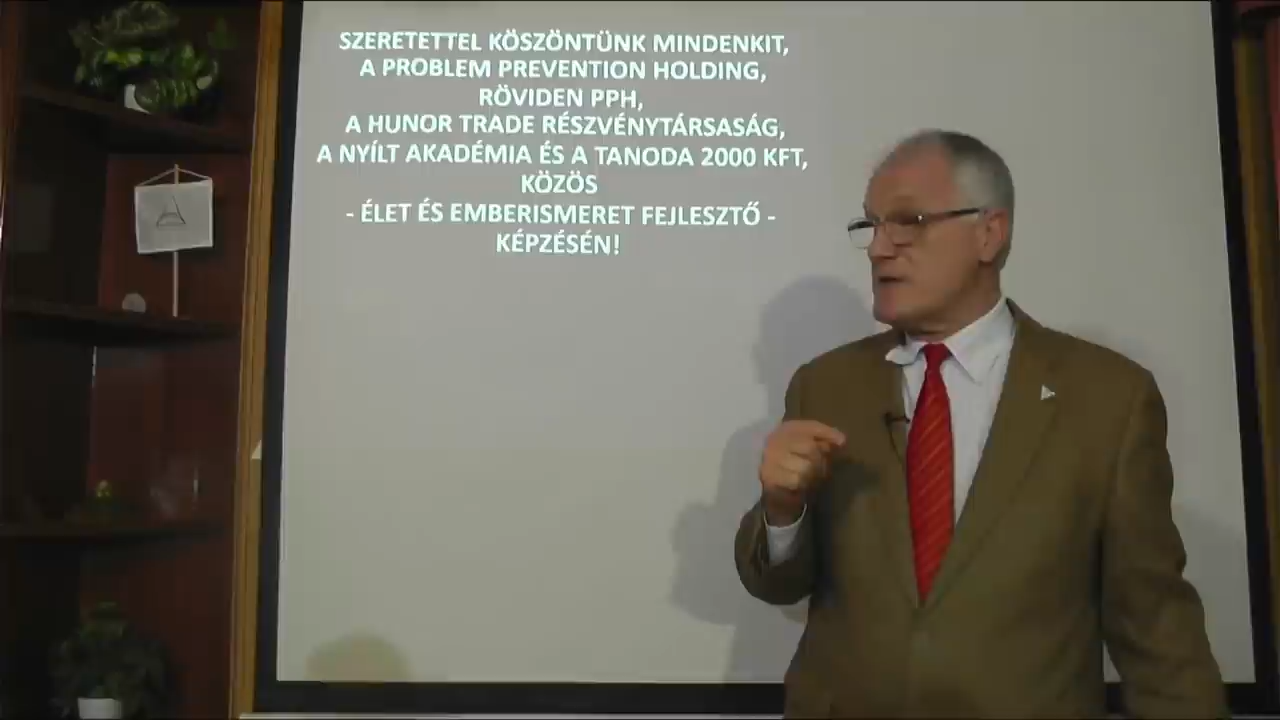 SZERETETTEL KÖSZÖNTÜNK MINDENKIT,
A PROBLEM PREVENTION HOLDING,
RÖVIDEN PPH,
A HUNOR TRADE RÉSZVÉNYTÁRSASÁG,
A NYÍLT AKADÉMIA ÉS A TANODA 2000 KFT,
KÖZÖS
- ÉLET ÉS EMBERISMERET FEJLESZTŐ -
KÉPZÉSÉN!